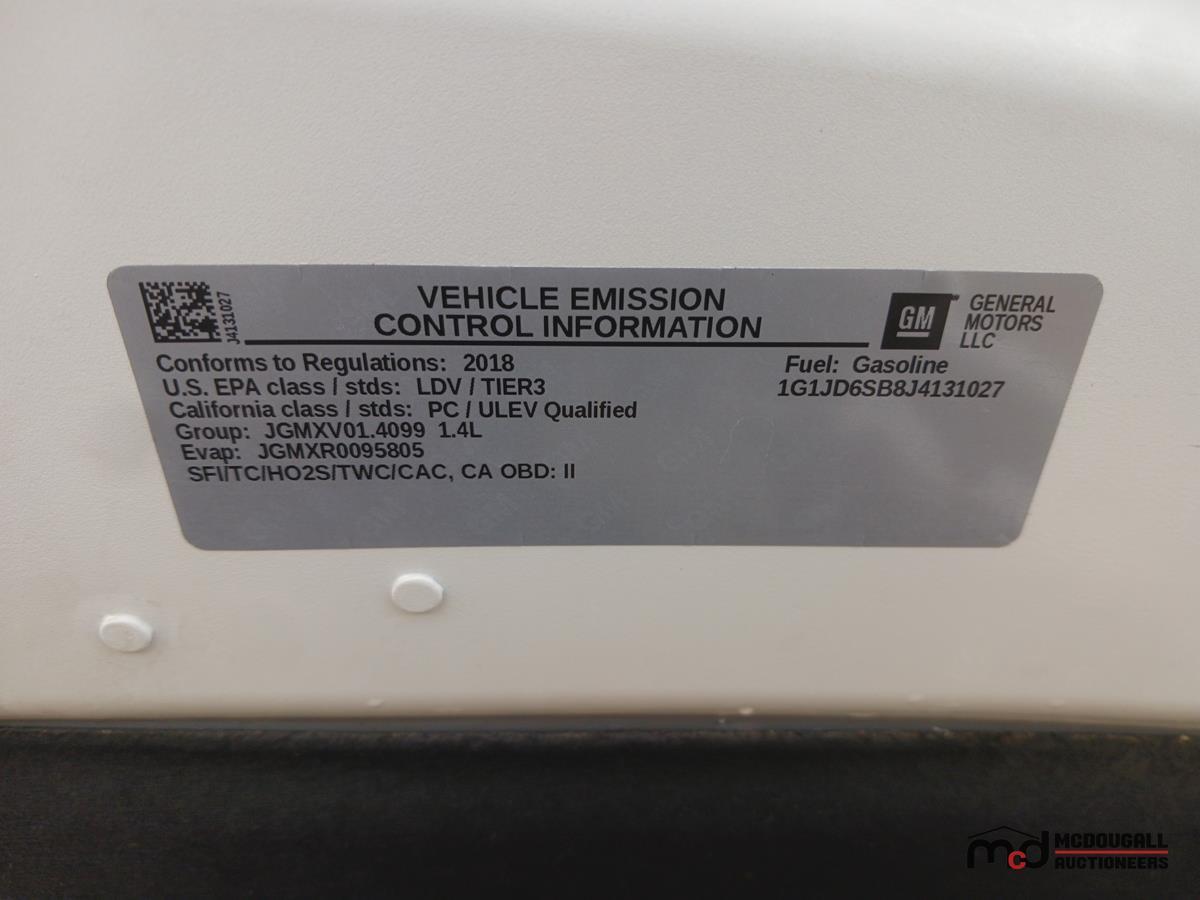 J4131027
VEHICLE EMISSION
CONTROL INFORMATION
GM
GENERAL
MOTORS
LLC
Conforms to Regulations: 2018
Fuel: Gasoline
U.S. EPA class / stds: LDV / TIER3
1G1JD6SB8J4131027
California class / stds: PC / ULEV Qualified
Group: JGMXV01.4099 1.4L
Evap: JGMXR0095805
SFI/TC/HO2S/TWC/CAC, CA OBD: II
mcd MCDOUGALL
AUCTIONEERS